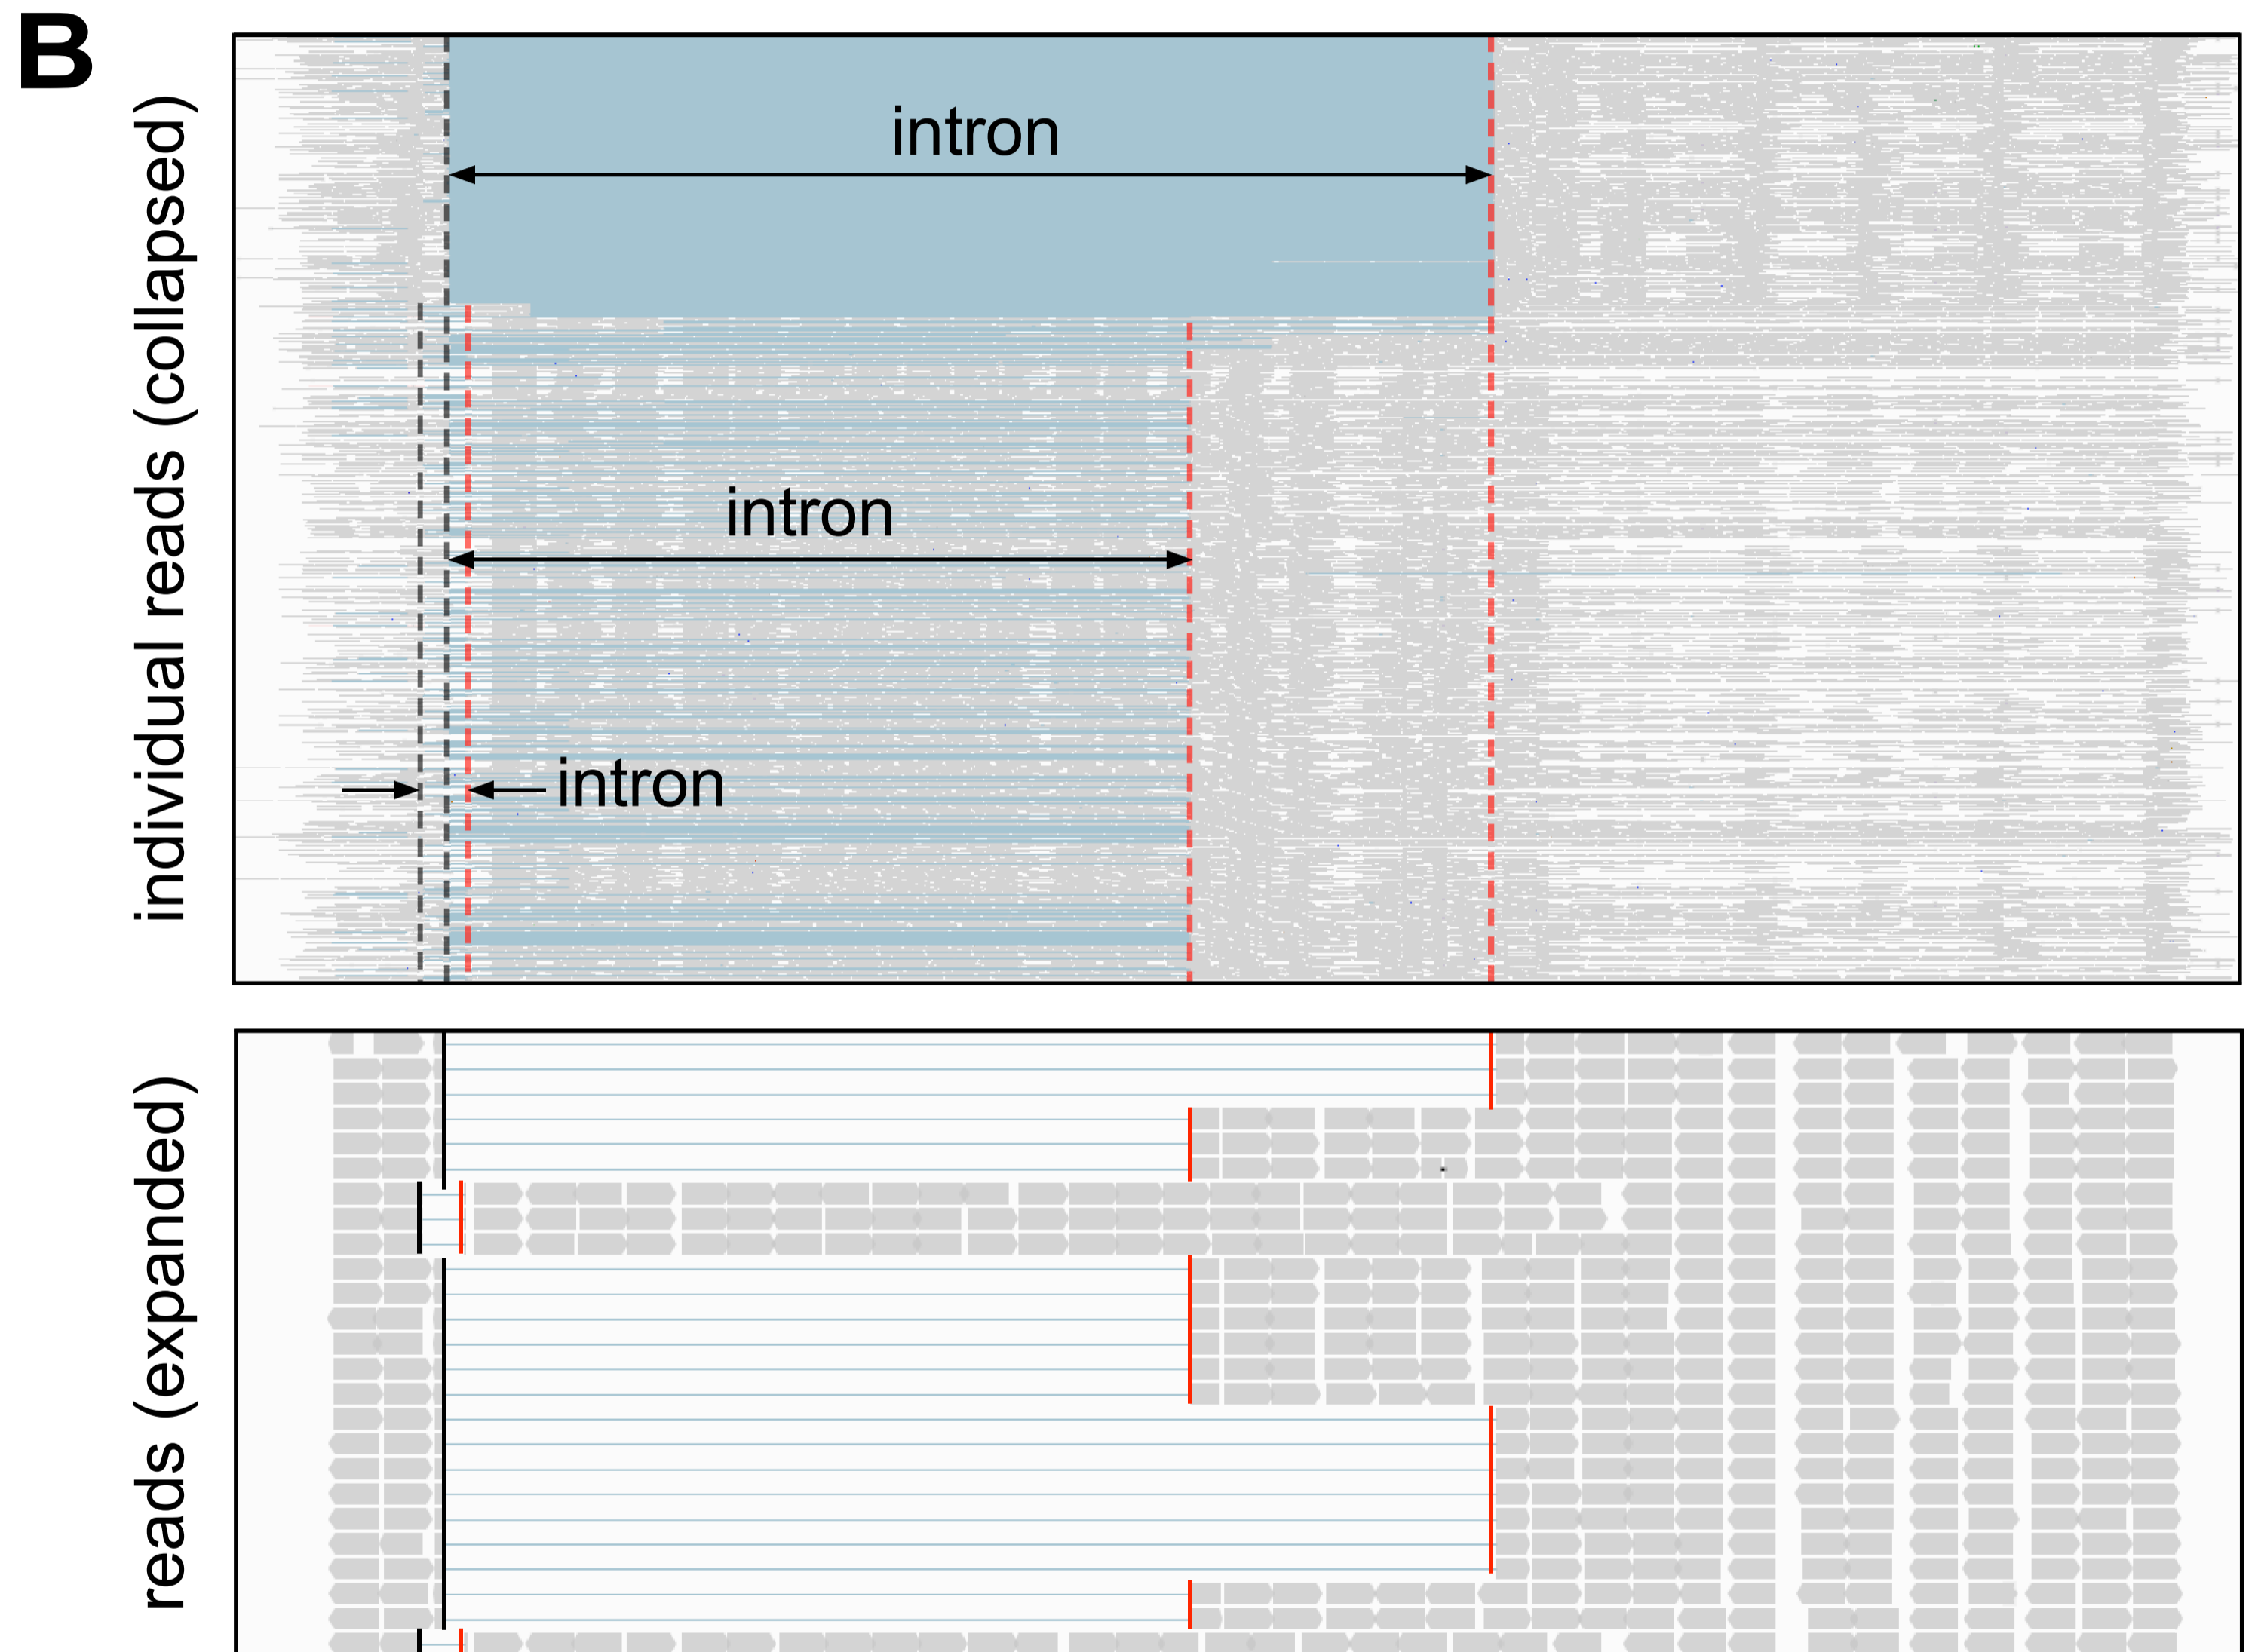 B
individual reads (collapsed)
intron
intron
intron
reads (expanded)